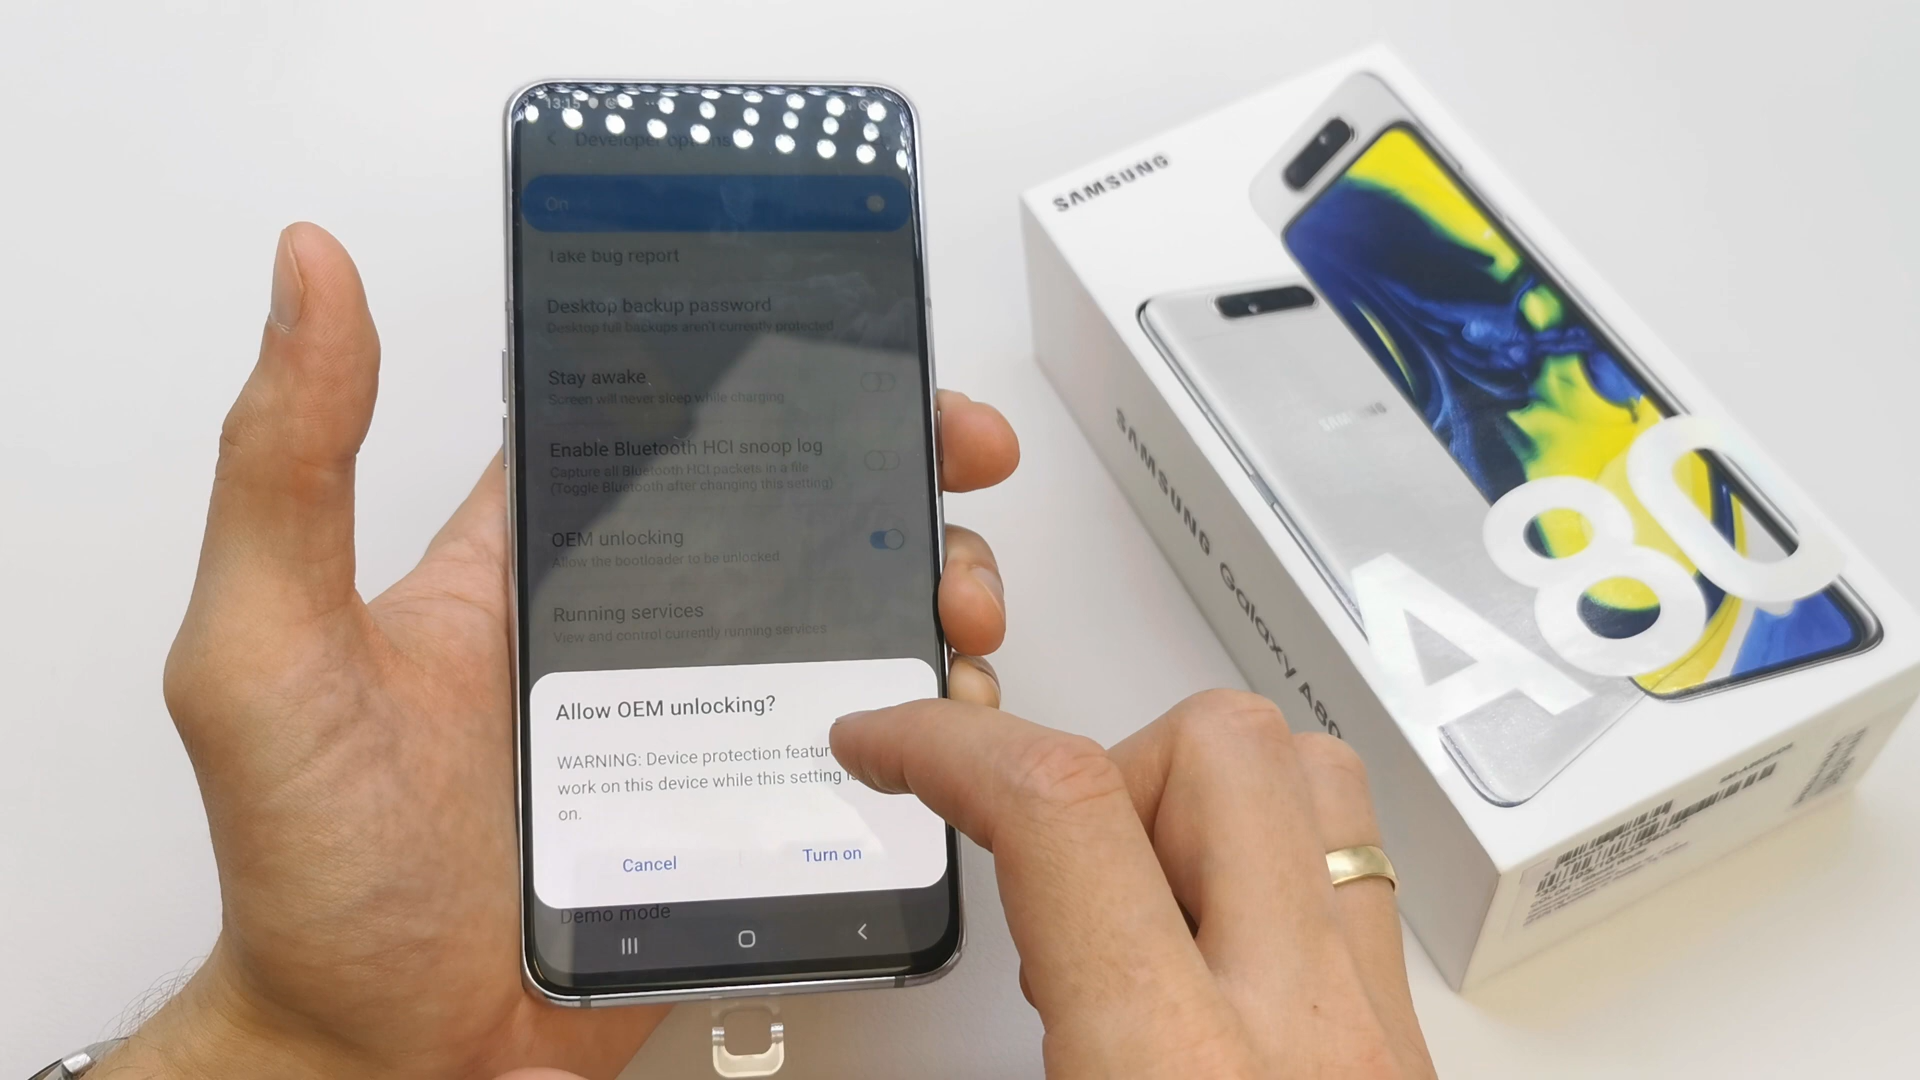 13:15
Developer options
On
Take bug report
Desktop backup password
Desktop full backups aren't currently protected
Stay awake
Screen will never sleep while charging
Enable Bluetooth HCI snoop log
Capture all Bluetooth HCI packets in a file
(Toggle Bluetooth after changing this setting)
OEM unlocking
Allow the bootloader to be unlocked
Running services
View and control currently running services
Allow OEM unlocking?
WARNING: Device protection featur
work on this device while this setting is
on.
Cancel
Turn on
Demo mode
SAMSUNG
SAMSUNG
A80
SAMSUNG Galaxy A80